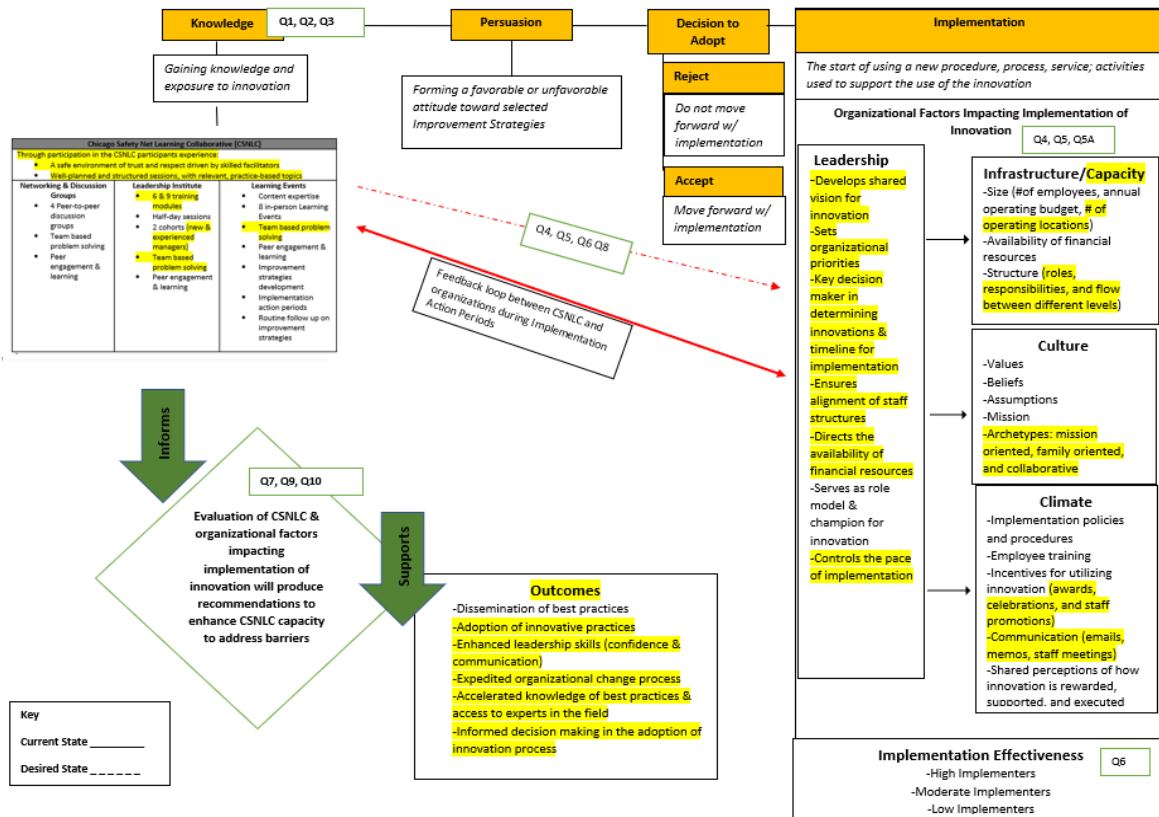 Knowledge
Q1, Q2, Q3
Persuasion
Decision to
Adopt
Implementation
Gaining knowledge and
exposure to innovation
Forming a favorable or unfavorable
attitude toward selected
Improvement Strategies
Reject
Do not move
forward w/
implementation
Accept
Move forward w/
implementation
The start of using a new procedure, process, service; activities
used to support the use of the innovation
Organizational Factors Impacting Implementation of
Innovation
Q4, Q5, Q5A
Chicago Safety Net Learning Collaborative (CSNLC)
Through participation in the CSNLC participants experience:
• A safe environment of trust and respect driven by skilled facilitators
• Well-planned and structured sessions, with relevant, practice-based topics
Networking & Discussion
Groups
• 4 Peer-to-peer
discussion
groups
• Team based
problem solving
• Peer
engagement &
learning
Leadership Institute
• 6 & 9 training
modules
• Half-day sessions
• 2 cohorts (new &
experienced
managers)
• Team based
problem solving
• Peer engagement
& learning
Learning Events
• Content expertise
• 8 in-person Learning
Events
• Team based problem
solving
• Peer engagement &
learning
• Improvement
strategies
development
• Implementation
action periods
• Routine follow up on
improvement
strategies
Q4, Q5, Q6 Q8
Feedback loop between CSNLC and
organizations during Implementation
Action Periods
Leadership
-Develops shared
vision for
innovation
-Sets
organizational
priorities
-Key decision
maker in
determining
innovations &
timeline for
implementation
-Ensures
alignment of staff
structures
-Directs the
availability of
financial resources
-Serves as role
model &
champion for
innovation
-Controls the pace
of implementation
Infrastructure/Capacity
-Size (#of employees, annual
operating budget, # of
operating locations)
-Availability of financial
resources
-Structure (roles,
responsibilities, and flow
between different levels)
Culture
-Values
-Beliefs
-Assumptions
-Mission
-Archetypes: mission
oriented, family oriented,
and collaborative
Climate
-Implementation policies
and procedures
-Employee training
-Incentives for utilizing
innovation (awards,
celebrations, and staff
promotions)
-Communication (emails,
memos, staff meetings)
-Shared perceptions of how
innovation is rewarded,
supported, and executed
Informs
Q7, Q9, Q10
Evaluation of CSNLC &
organizational factors
impacting
implementation of
innovation will produce
recommendations to
enhance CSNLC capacity
to address barriers
Supports
Outcomes
-Dissemination of best practices
-Adoption of innovative practices
-Enhanced leadership skills (confidence &
communication)
-Expedited organizational change process
-Accelerated knowledge of best practices &
access to experts in the field
-Informed decision making in the adoption of
innovation process
Key
Current State ________
Desired State _ _ _ _ _ _
Implementation Effectiveness
Q6
-High Implementers
-Moderate Implementers
-Low Implementers